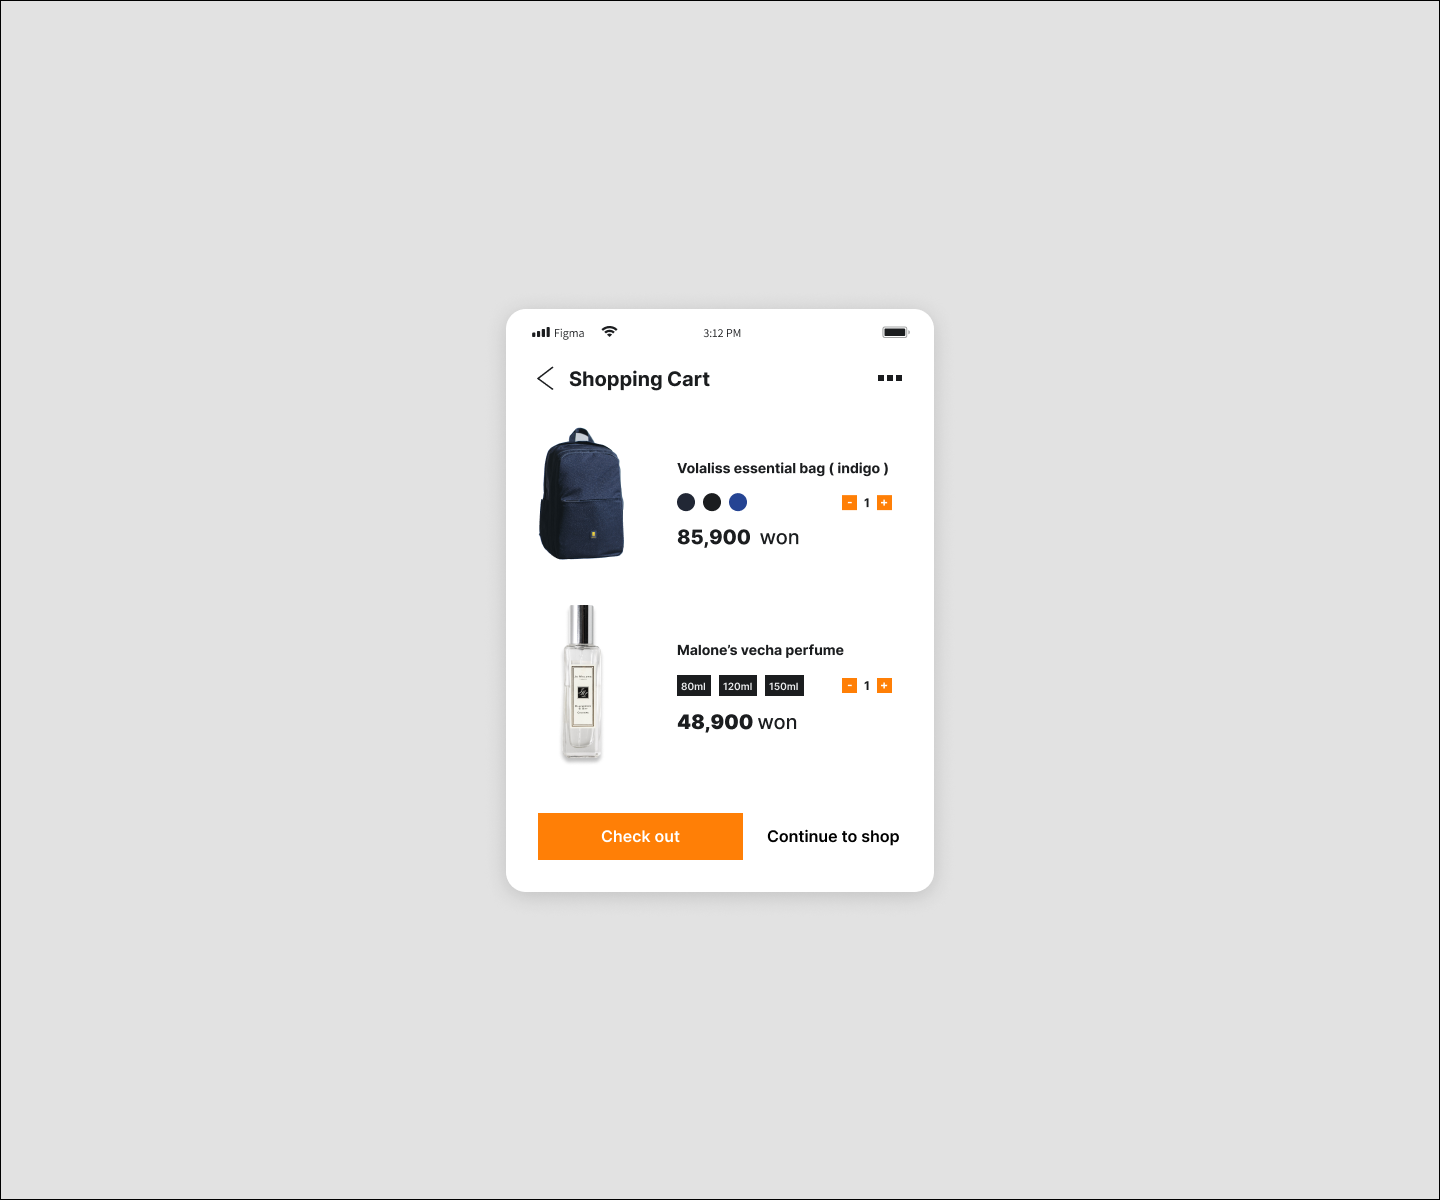 Figma
3:12 PM
Shopping Cart
Volaliss essential bag ( indigo )
- 1 +
85,900 won
Malone’s vecha perfume
80ml 120ml 150ml - 1 +
48,900 won
Check out
Continue to shop